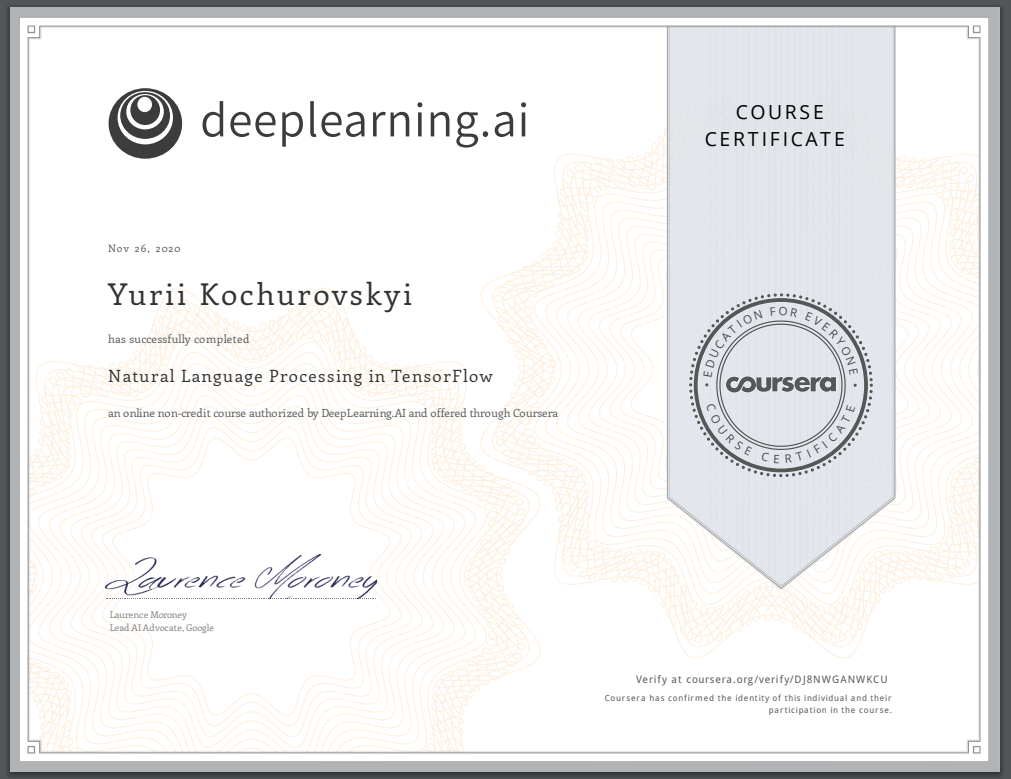 deeplearning.ai
COURSE
CERTIFICATE
Nov 26, 2020
Yurii Kochurovskyi
has successfully completed
Natural Language Processing in TensorFlow
an online non-credit course authorized by DeepLearning.AI and offered through Coursera
EDUCATION FOR EVERYONE
coursera
COURSE CERTIFICATE
Laurence Moroney
Laurence Moroney
Lead AI Advocate, Google
Verify at coursera.org/verify/DJ8NWGANWKCU
Coursera has confirmed the identity of this individual and their
participation in the course.